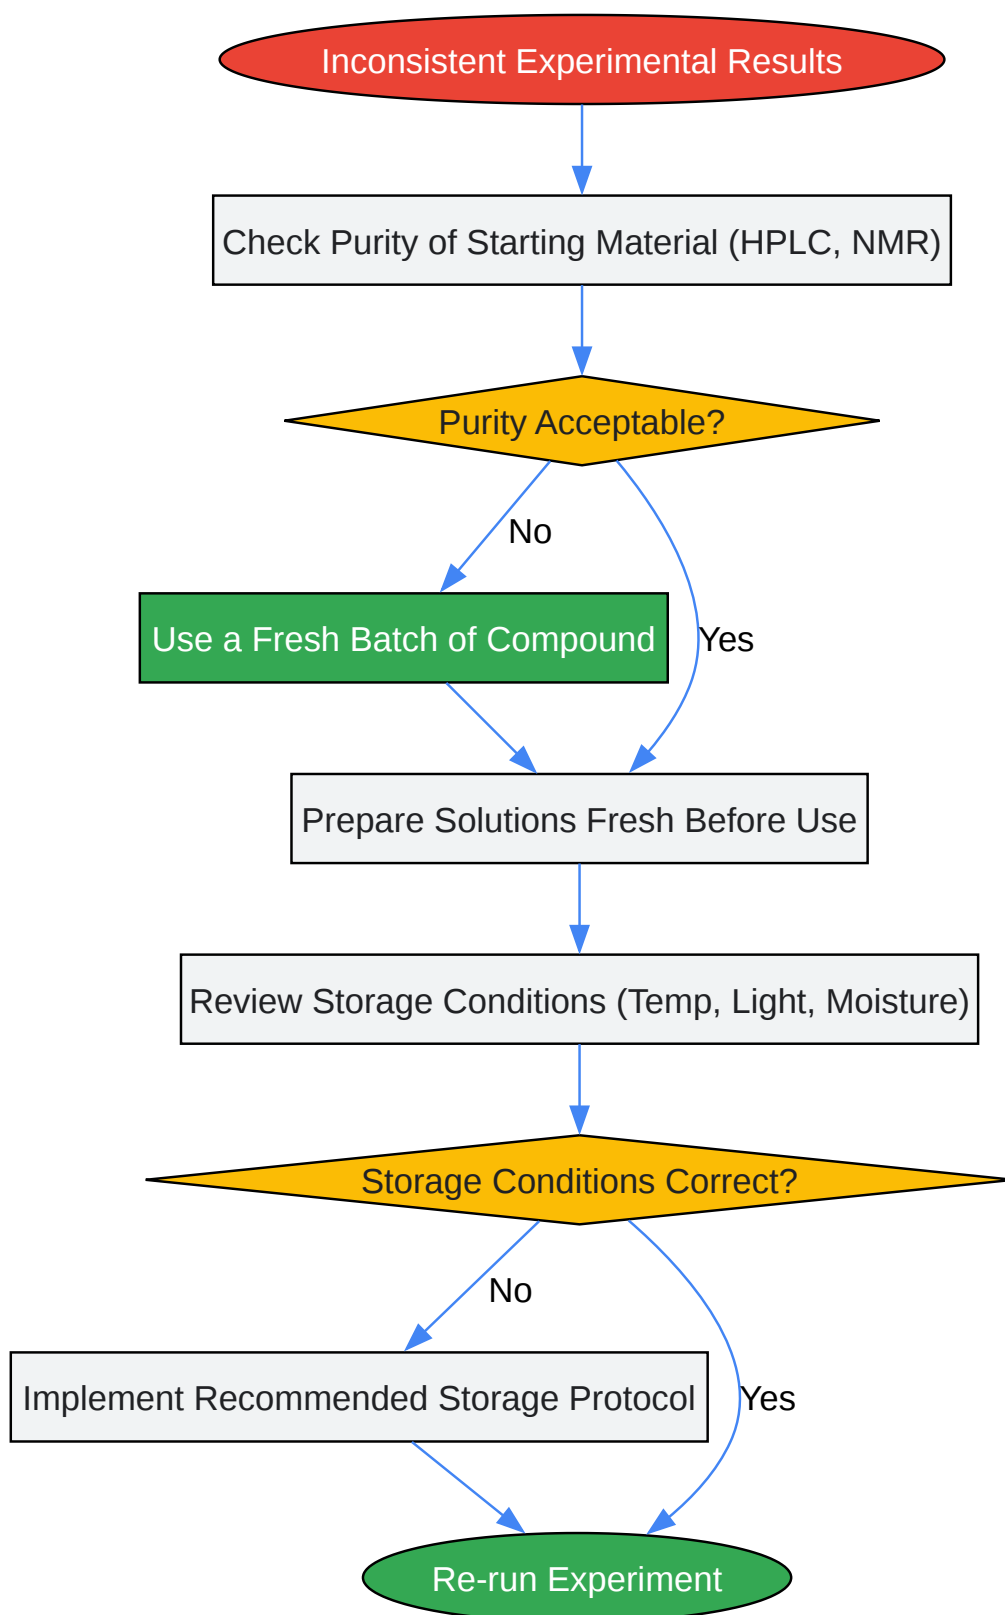 Inconsistent Experimental Results
Check Purity of Starting Material (HPLC, NMR)
Purity Acceptable?
No
Use a Fresh Batch of Compound
Yes
Prepare Solutions Fresh Before Use
Review Storage Conditions (Temp, Light, Moisture)
Storage Conditions Correct?
No
Implement Recommended Storage Protocol
Yes
Re-run Experiment